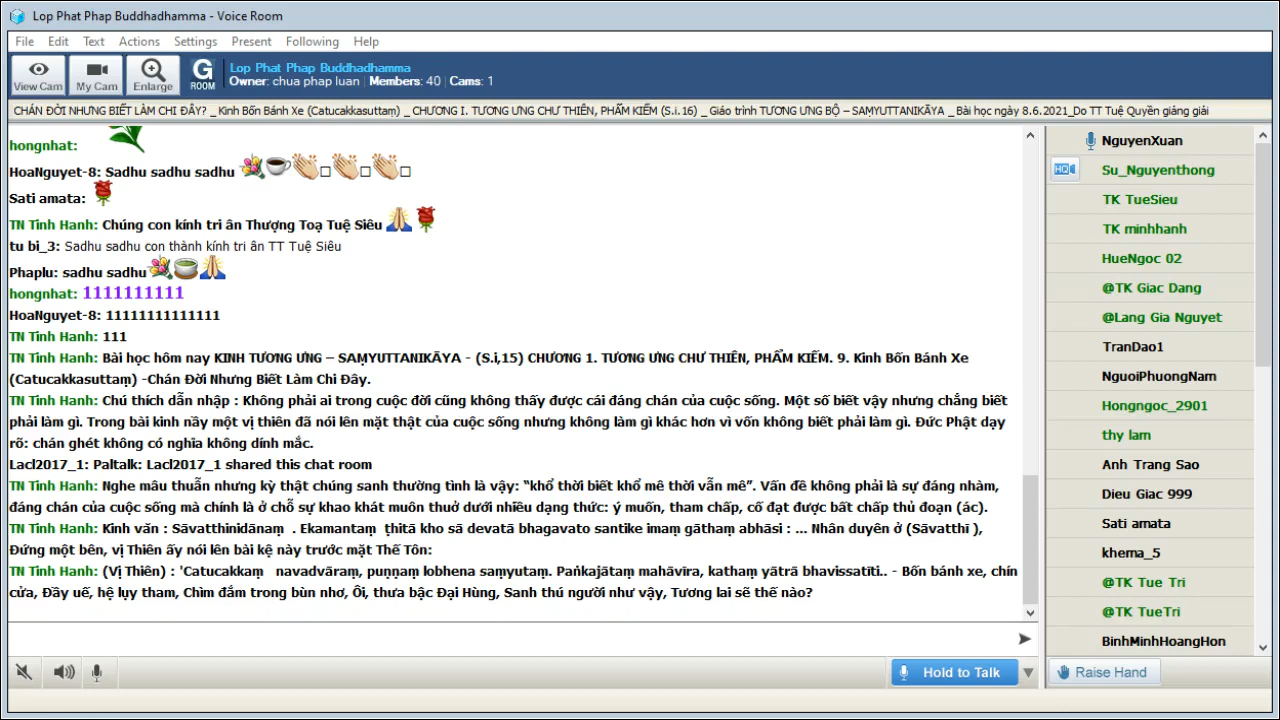 Lop Phat Phap Buddhadhamma - Voice Room
File Edit Text Actions Settings Present Following Help
View Cam My Cam Enlarge G ROOM
Lop Phat Phap Buddhadhamma
Owner: chua phap luan | Members: 40 | Cams: 1
CHÁN ĐỜI NHƯNG BIẾT LÀM CHI ĐÂY? _Kinh Bốn Bánh Xe (Catucakkasuttaṃ) _CHƯƠNG I. TƯƠNG ƯNG CHƯ THIÊN, PHẨM KIẾM (S.i.16) _Giáo trình TƯƠNG ƯNG BỘ – SAṂYUTTANIKĀYA _Bài học ngày 8.6.2021_Do TT Tuệ Quyền giảng giải
hongnhat:
HoaNguyet-8: Sadhu sadhu sadhu
Sati amata:
TN Tinh Hanh: Chúng con kính tri ân Thượng Toạ Tuệ Siêu
tu bi_3: Sadhu sadhu con thành kính tri ân TT Tuệ Siêu
Phaplu: sadhu sadhu
hongnhat: 1111111111
HoaNguyet-8: 11111111111111
TN Tinh Hanh: 111
TN Tinh Hanh: Bài học hôm nay KINH TƯƠNG ƯNG – SAṂYUTTANIKĀYA - (S.i,15) CHƯƠNG 1. TƯƠNG ƯNG CHƯ THIÊN, PHẨM KIẾM. 9. Kinh Bốn Bánh Xe
(Catucakkasuttaṃ) -Chán Đời Nhưng Biết Làm Chi Đây.
TN Tinh Hanh: Chú thích dẫn nhập : Không phải ai trong cuộc đời cũng không thấy được cái đáng chán của cuộc sống. Một số biết vậy nhưng chẳng biết
phải làm gì. Trong bài kinh nầy một vị thiên đã nói lên mặt thật của cuộc sống nhưng không làm gì khác hơn vì vốn không biết phải làm gì. Đức Phật dạy
rõ: chán ghét không có nghĩa không dính mắc.
Lacl2017_1: Paltalk: Lacl2017_1 shared this chat room
TN Tinh Hanh: Nghe mâu thuẫn nhưng kỳ thật chúng sanh thường tình là vậy: “khổ thời biết khổ mê thời vẫn mê”. Vấn đề không phải là sự đáng nhàm,
đáng chán của cuộc sống mà chính là ở chỗ sự khao khát muôn thuở dưới nhiều dạng thức: ý muốn, tham chấp, cố đạt được bất chấp thủ đoạn (ác).
TN Tinh Hanh: Kinh văn : Sāvatthinidānaṃ . Ekamantaṃ ṭhitā kho sā devatā bhagavato santike imaṃ gāthaṃ abhāsi : ... Nhân duyên ở (Sāvatthī ),
Đứng một bên, vị Thiên ấy nói lên bài kệ này trước mặt Thế Tôn:
TN Tinh Hanh: (Vị Thiên) : 'Catucakkaṃ navadvāraṃ, puṇṇaṃ lobhena saṃyutaṃ. Paṅkajātaṃ mahāvīra, kathaṃ yātrā bhavissatīti.. - Bốn bánh xe, chín
cửa, Đầy uế, hệ lụy tham, Chìm đắm trong bùn nhơ, Ôi, thưa bậc Đại Hùng, Sanh thú người như vậy, Tương lai sẽ thế nào?
Hold to Talk
NguyenXuan
HQ Su_Nguyenthong
TK TueSieu
TK minhhanh
HueNgoc 02
@TK Giac Dang
@Lang Gia Nguyet
TranDao1
NguoiPhuongNam
Hongngoc_2901
thy lam
Anh Trang Sao
Dieu Giac 999
Sati amata
khema_5
@TK Tue Tri
@TK TueTri
BinhMinhHoangHon
Raise Hand